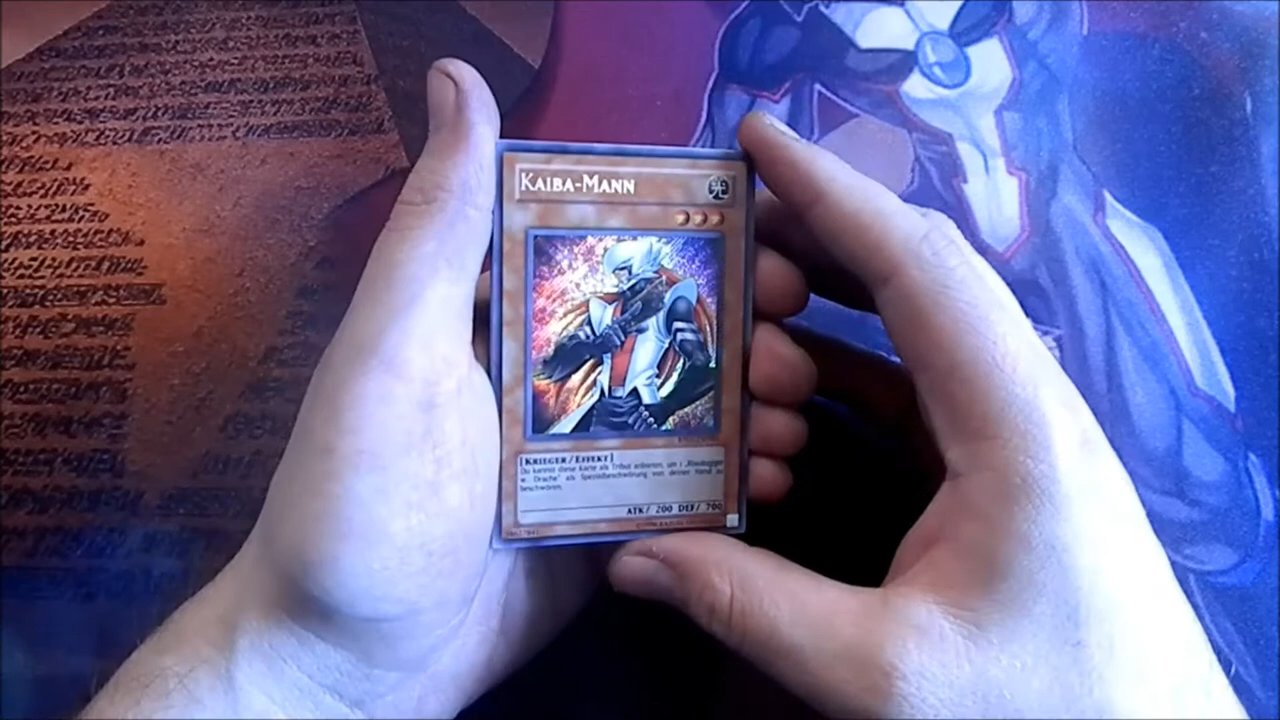 KAIBA-MANN
[KRIEGER/EFFEKT]
Du kannst diese Karte als Tribut anbieten, um 1 „Blauäugigen
w. Drache" als Spezialbeschwörung von deiner Hand zu
beschwören.
ATK/ 200 DEF/ 700